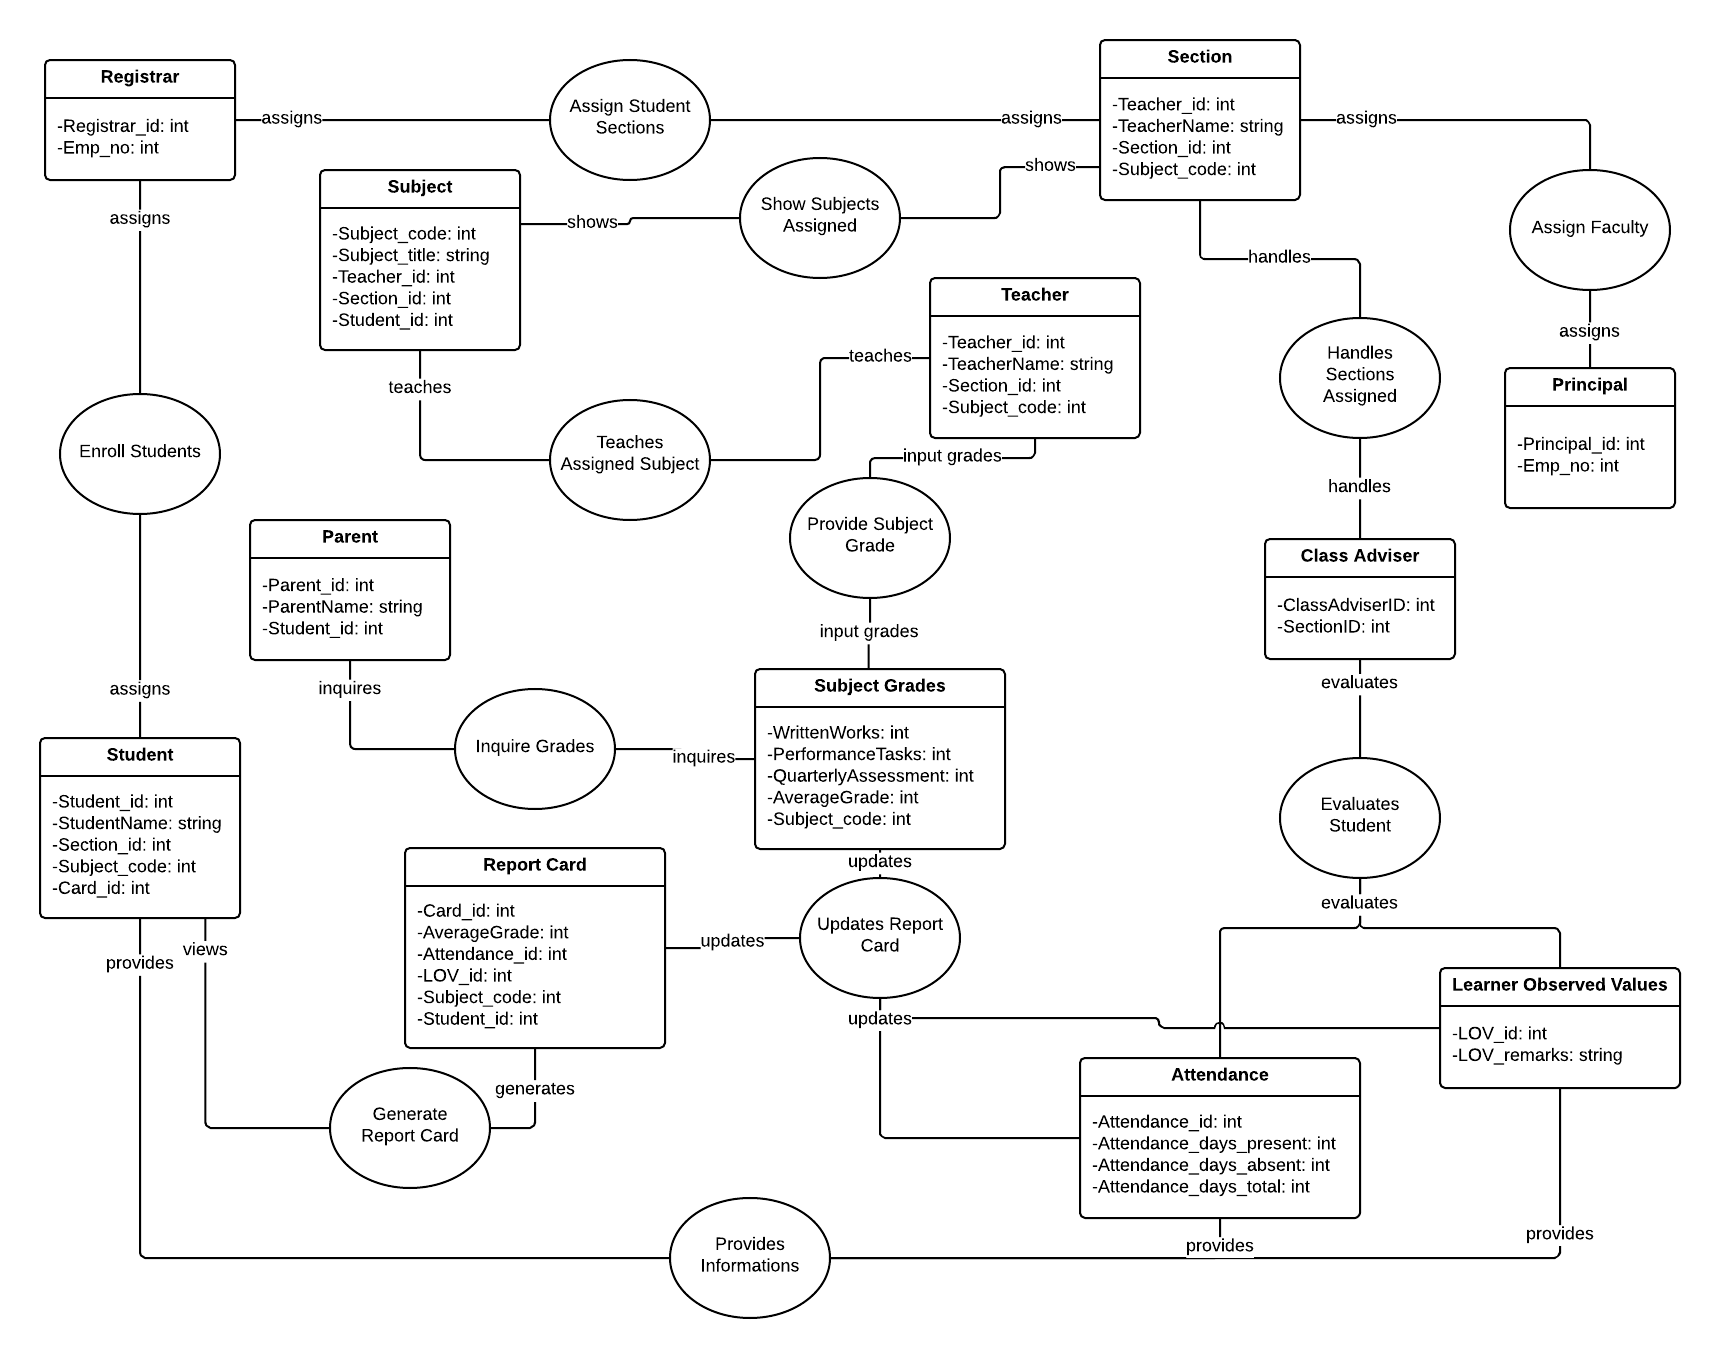 Registrar
-Registrar_id: int
-Emp_no: int
assigns
Assign Student
Sections
assigns
Section
-Teacher_id: int
-TeacherName: string
-Section_id: int
-Subject_code: int
assigns
Assign Faculty
assigns
Principal
-Principal_id: int
-Emp_no: int
assigns
Enroll Students
assigns
Subject
-Subject_code: int
-Subject_title: string
-Teacher_id: int
-Section_id: int
-Student_id: int
shows
Show Subjects
Assigned
shows
teaches
Teaches
Assigned Subject
teaches
Teacher
-Teacher_id: int
-TeacherName: string
-Section_id: int
-Subject_code: int
handles
Handles
Sections
Assigned
handles
Class Adviser
-ClassAdviserID: int
-SectionID: int
input grades
Provide Subject
Grade
input grades
Parent
-Parent_id: int
-ParentName: string
-Student_id: int
inquires
Inquire Grades
inquires
Subject Grades
-WrittenWorks: int
-PerformanceTasks: int
-QuarterlyAssessment: int
-AverageGrade: int
-Subject_code: int
evaluates
Evaluates
Student
evaluates
Student
-Student_id: int
-StudentName: string
-Section_id: int
-Subject_code: int
-Card_id: int
provides
views
Report Card
-Card_id: int
-AverageGrade: int
-Attendance_id: int
-LOV_id: int
-Subject_code: int
-Student_id: int
updates
updates
Updates Report
Card
updates
Learner Observed Values
-LOV_id: int
-LOV_remarks: string
Attendance
-Attendance_id: int
-Attendance_days_present: int
-Attendance_days_absent: int
-Attendance_days_total: int
generates
Generate
Report Card
Provides
Informations
provides
provides